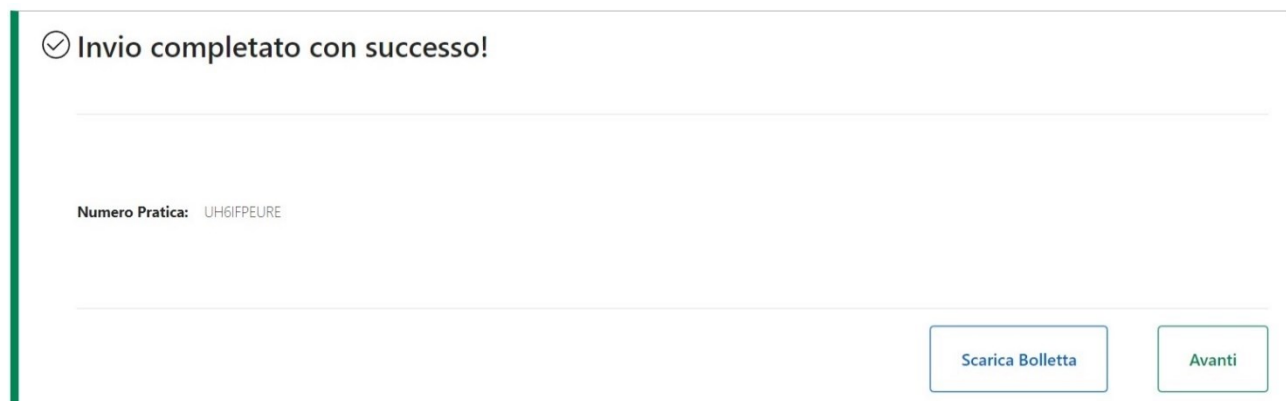 Invio completato con successo!
Numero Pratica: UH6IFPEURE
Scarica Bolletta
Avanti